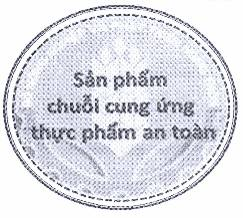 Sản phẩm
chuỗi cung ứng
thực phẩm an toàn